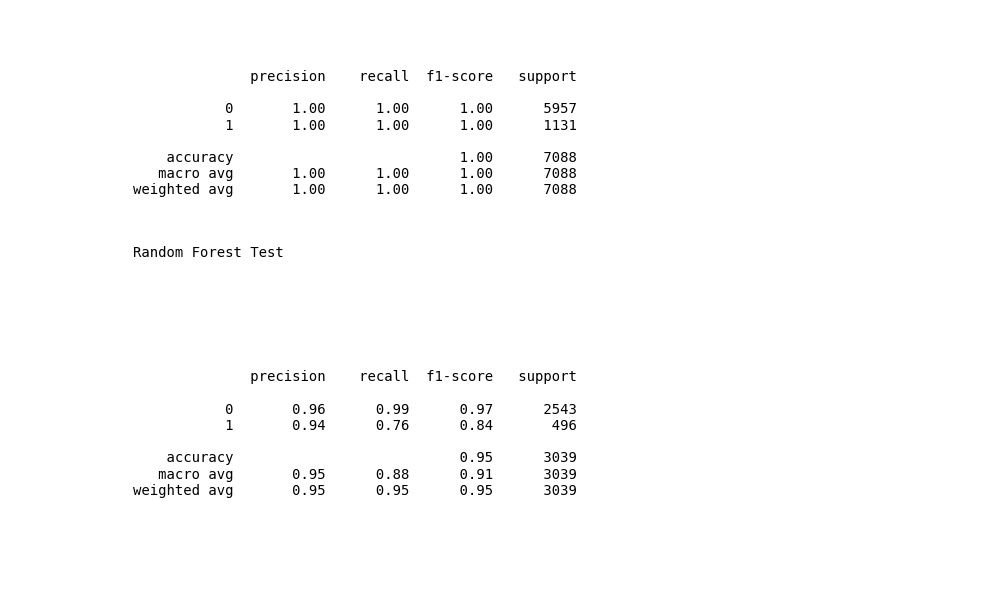 precision    recall  f1-score   support
0       1.00      1.00      1.00      5957
1       1.00      1.00      1.00      1131
accuracy                           1.00      7088
macro avg       1.00      1.00      1.00      7088
weighted avg       1.00      1.00      1.00      7088
Random Forest Test
precision    recall  f1-score   support
0       0.96      0.99      0.97      2543
1       0.94      0.76      0.84       496
accuracy                           0.95      3039
macro avg       0.95      0.88      0.91      3039
weighted avg       0.95      0.95      0.95      3039